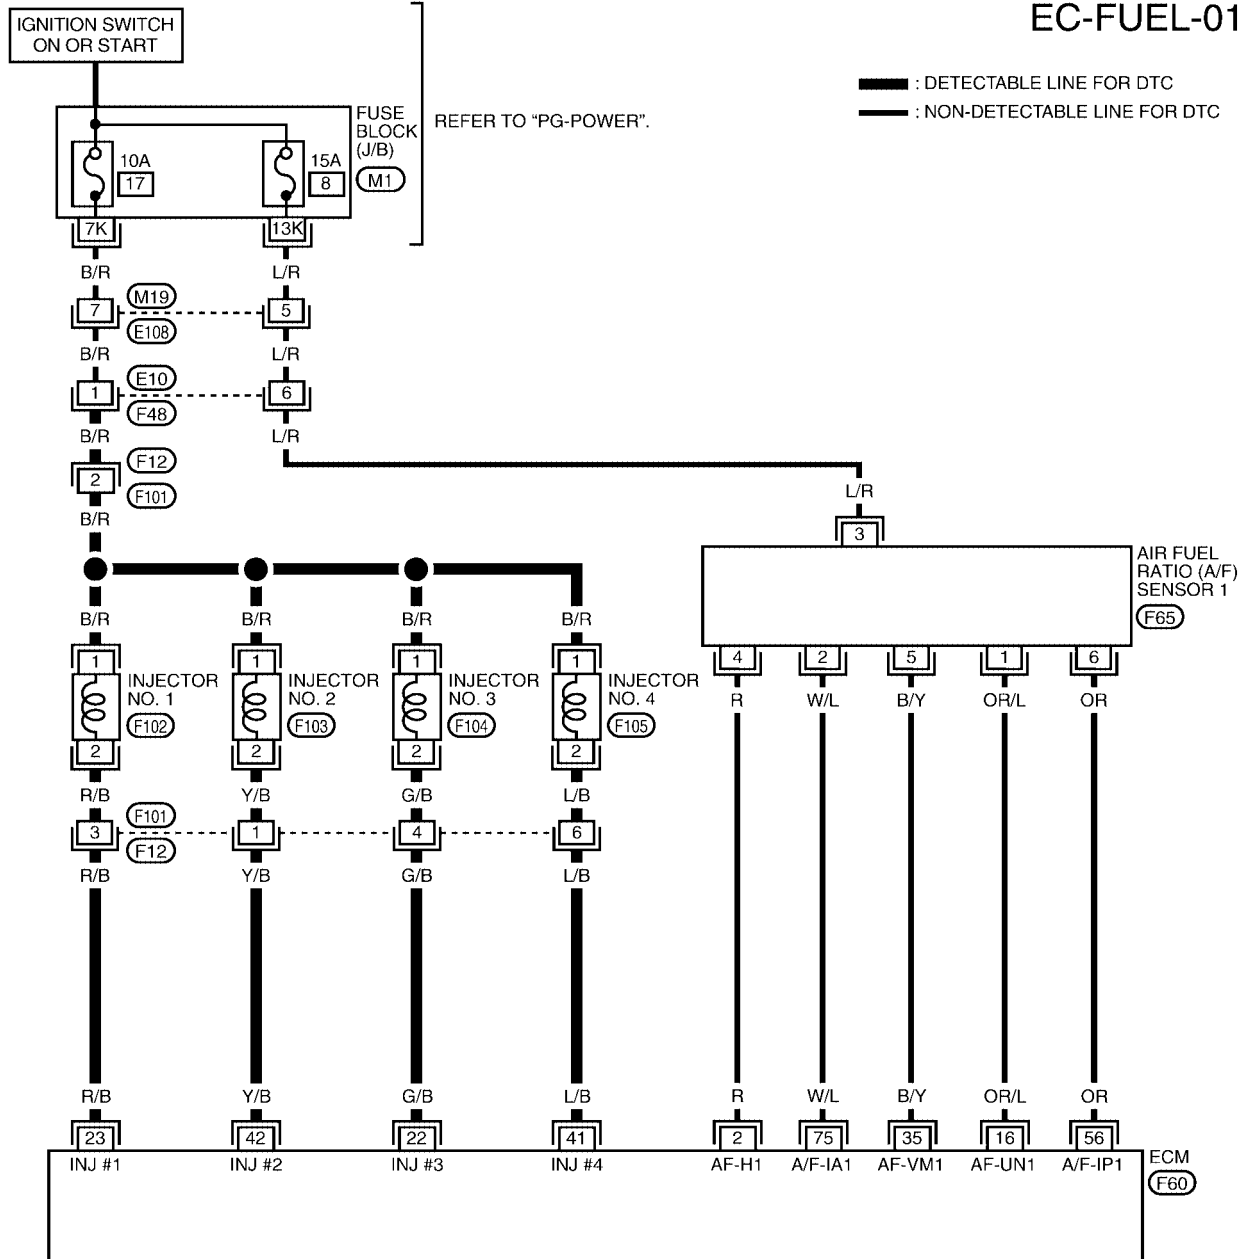 EC-FUEL-01
IGNITION SWITCH
ON OR START
: DETECTABLE LINE FOR DTC
: NON-DETECTABLE LINE FOR DTC
FUSE
BLOCK
(J/B)
M1
REFER TO “PG-POWER”.
10A
17
15A
8
7K
13K
B/R
L/R
7
M19
E108
5
B/R
L/R
1
E10
F48
6
B/R
L/R
F12
2
F101
B/R
L/R
3
AIR FUEL
RATIO (A/F)
SENSOR 1
F65
B/R
B/R
B/R
B/R
1
1
1
1
INJECTOR
NO. 1
F102
INJECTOR
NO. 2
F103
INJECTOR
NO. 3
F104
INJECTOR
NO. 4
F105
2
2
2
2
4
2
5
1
6
R
W/L
B/Y
OR/L
OR
R/B
Y/B
G/B
L/B
F101
F12
3
1
4
6
R/B
Y/B
G/B
L/B
R/B
Y/B
G/B
L/B
R
W/L
B/Y
OR/L
OR
23
42
22
41
2
75
35
16
56
INJ #1
INJ #2
INJ #3
INJ #4
AF-H1
A/F-IA1
AF-VM1
AF-UN1
A/F-IP1
ECM
F60